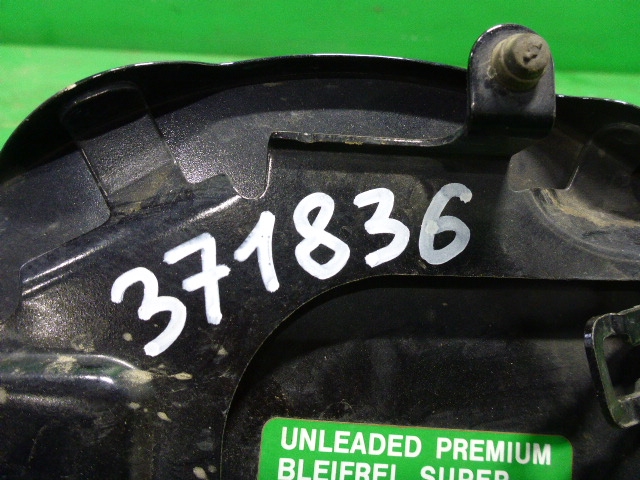 371836
UNLEADED PREMIUM
BLEIFREI SUPER